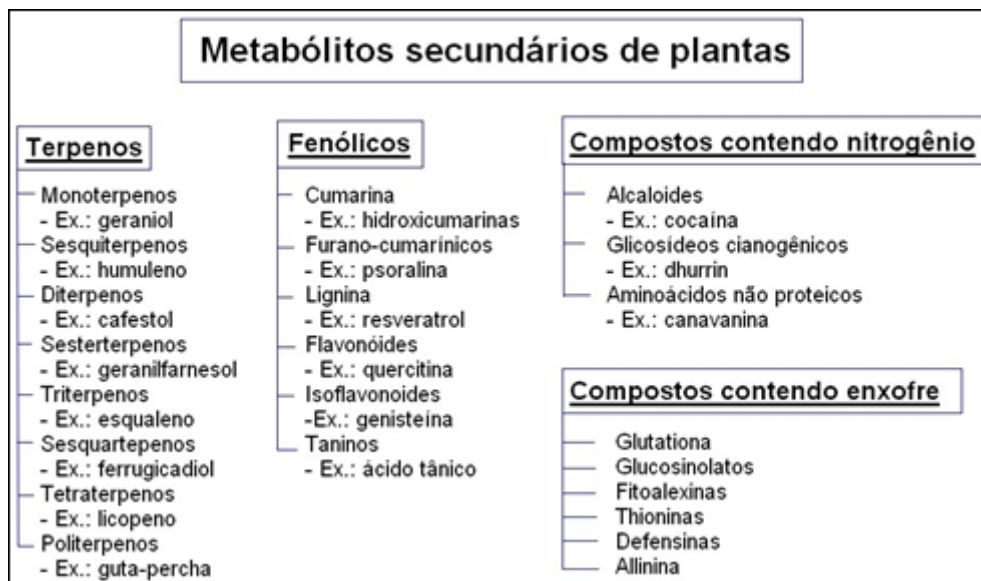 Metabólitos secundários de plantas
Terpenos
Monoterpenos
- Ex.: geraniol
Sesquiterpenos
- Ex.: humuleno
Diterpenos
- Ex.: cafestol
Sesterterpenos
- Ex.: geranilfarnesol
Triterpenos
- Ex.: esqualeno
Sesquartepenos
- Ex.: ferrugicadiol
Tetraterpenos
- Ex.: licopeno
Politerpenos
- Ex.: guta-percha
Fenólicos
Cumarina
- Ex.: hidroxicumarinas
Furano-cumarínicos
- Ex.: psoralina
Lignina
- Ex.: resveratrol
Flavonóides
- Ex.: quercitina
Isoflavonoides
-Ex.: genisteína
Taninos
- Ex.: ácido tânico
Compostos contendo nitrogênio
Alcaloides
- Ex.: cocaína
Glicosídeos cianogênicos
- Ex.: dhurrin
Aminoácidos não proteicos
- Ex.: canavanina
Compostos contendo enxofre
Glutationa
Glucosinolatos
Fitoalexinas
Thioninas
Defensinas
Allinina